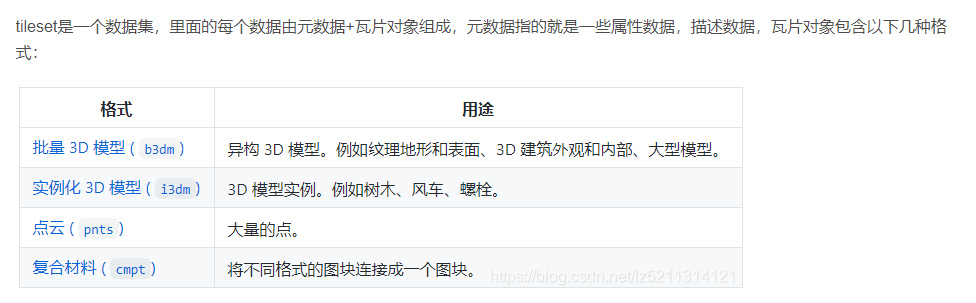 tileset是一个数据集，里面的每个数据由元数据+瓦片对象组成，元数据指的就是一些属性数据，描述数据，瓦片对象包含以下几种格
式：
格式 用途
批量 3D 模型 ( b3dm ) 异构 3D 模型。例如纹理地形和表面、3D 建筑外观和内部、大型模型。
实例化 3D 模型 ( i3dm ) 3D 模型实例。例如树木、风车、螺栓。
点云 ( pnts ) 大量的点。
复合材料 ( cmpt ) 将不同格式的图块连接成一个图块。
https://blog.csdn.net/lz5211314121